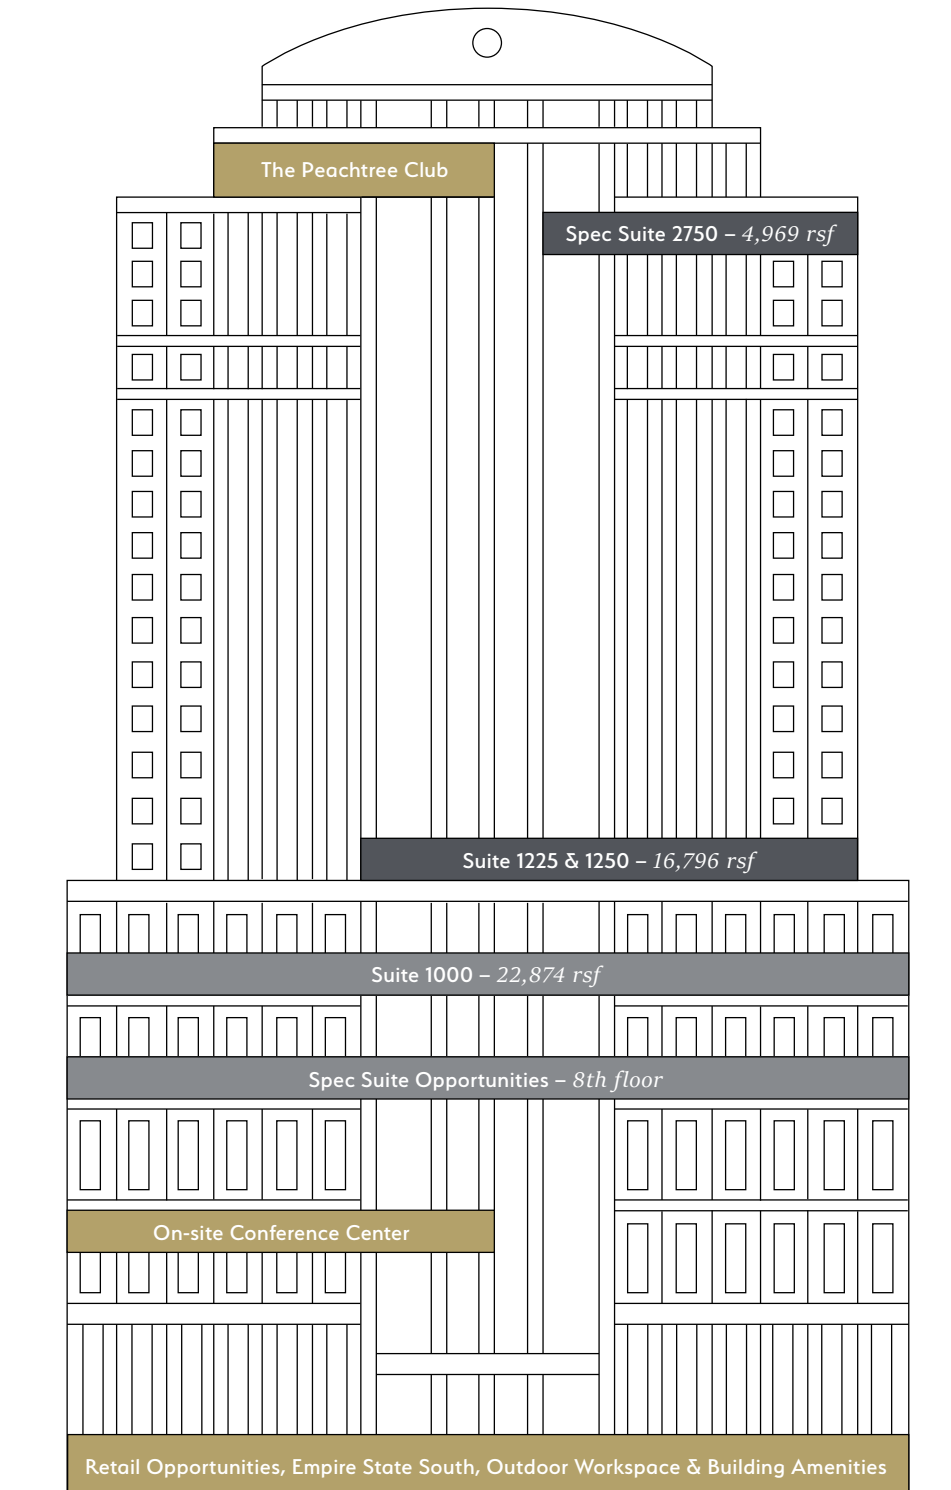 The Peachtree Club
Spec Suite 2750 – 4,969 rsf
Suite 1225 & 1250 – 16,796 rsf
Suite 1000 – 22,874 rsf
Spec Suite Opportunities – 8th floor
On-site Conference Center
Retail Opportunities, Empire State South, Outdoor Workspace & Building Amenities